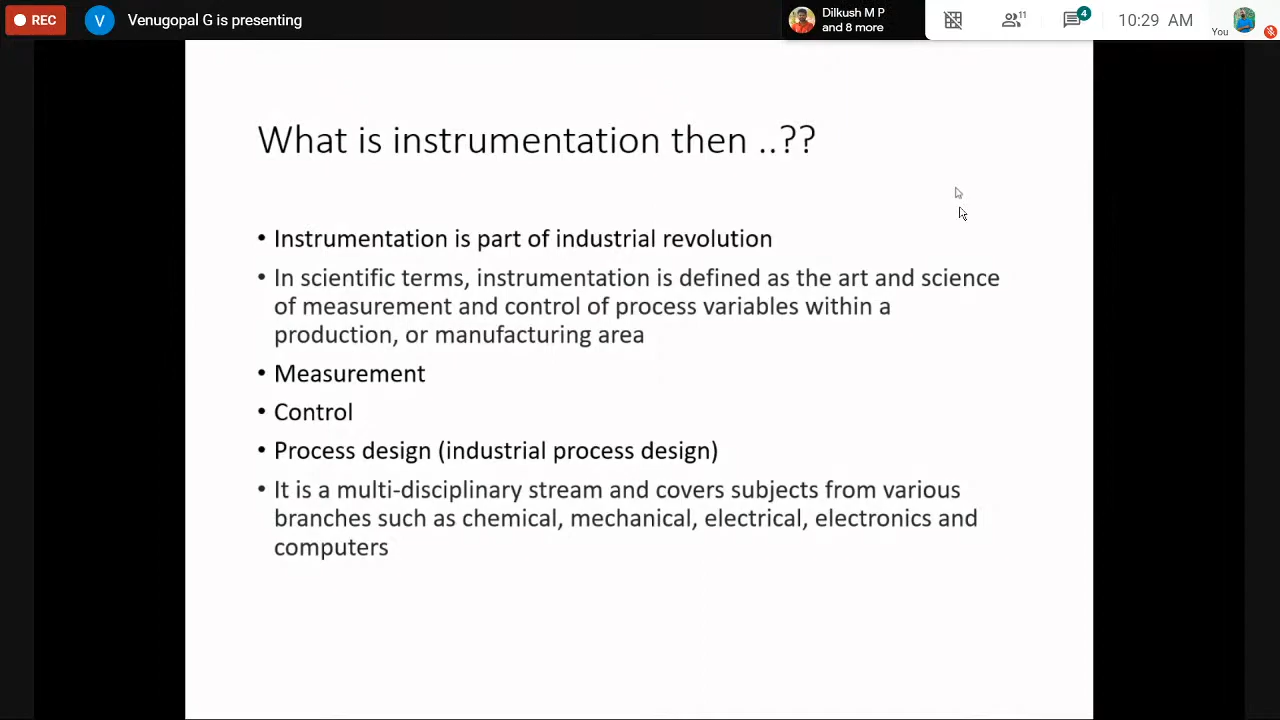 REC
V
Venugopal G is presenting
Dilkush M P
and 8 more
11
4
10:29 AM
You
What is instrumentation then ..??
• Instrumentation is part of industrial revolution
• In scientific terms, instrumentation is defined as the art and science
of measurement and control of process variables within a
production, or manufacturing area
• Measurement
• Control
• Process design (industrial process design)
• It is a multi-disciplinary stream and covers subjects from various
branches such as chemical, mechanical, electrical, electronics and
computers